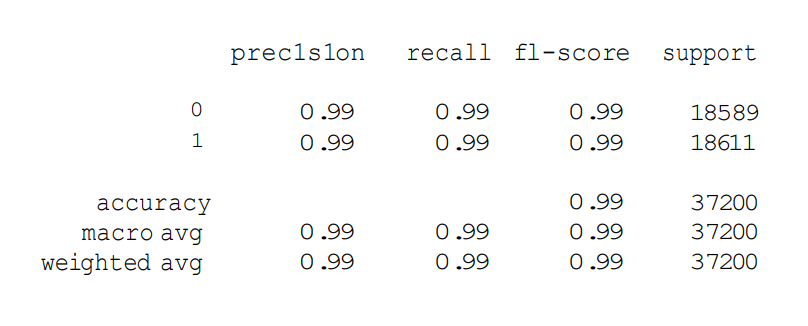 prec1s1on recall fl-score support
0 0.99 0.99 0.99 18589
1 0.99 0.99 0.99 18611
accuracy 0.99 37200
macro avg 0.99 0.99 0.99 37200
weighted avg 0.99 0.99 0.99 37200